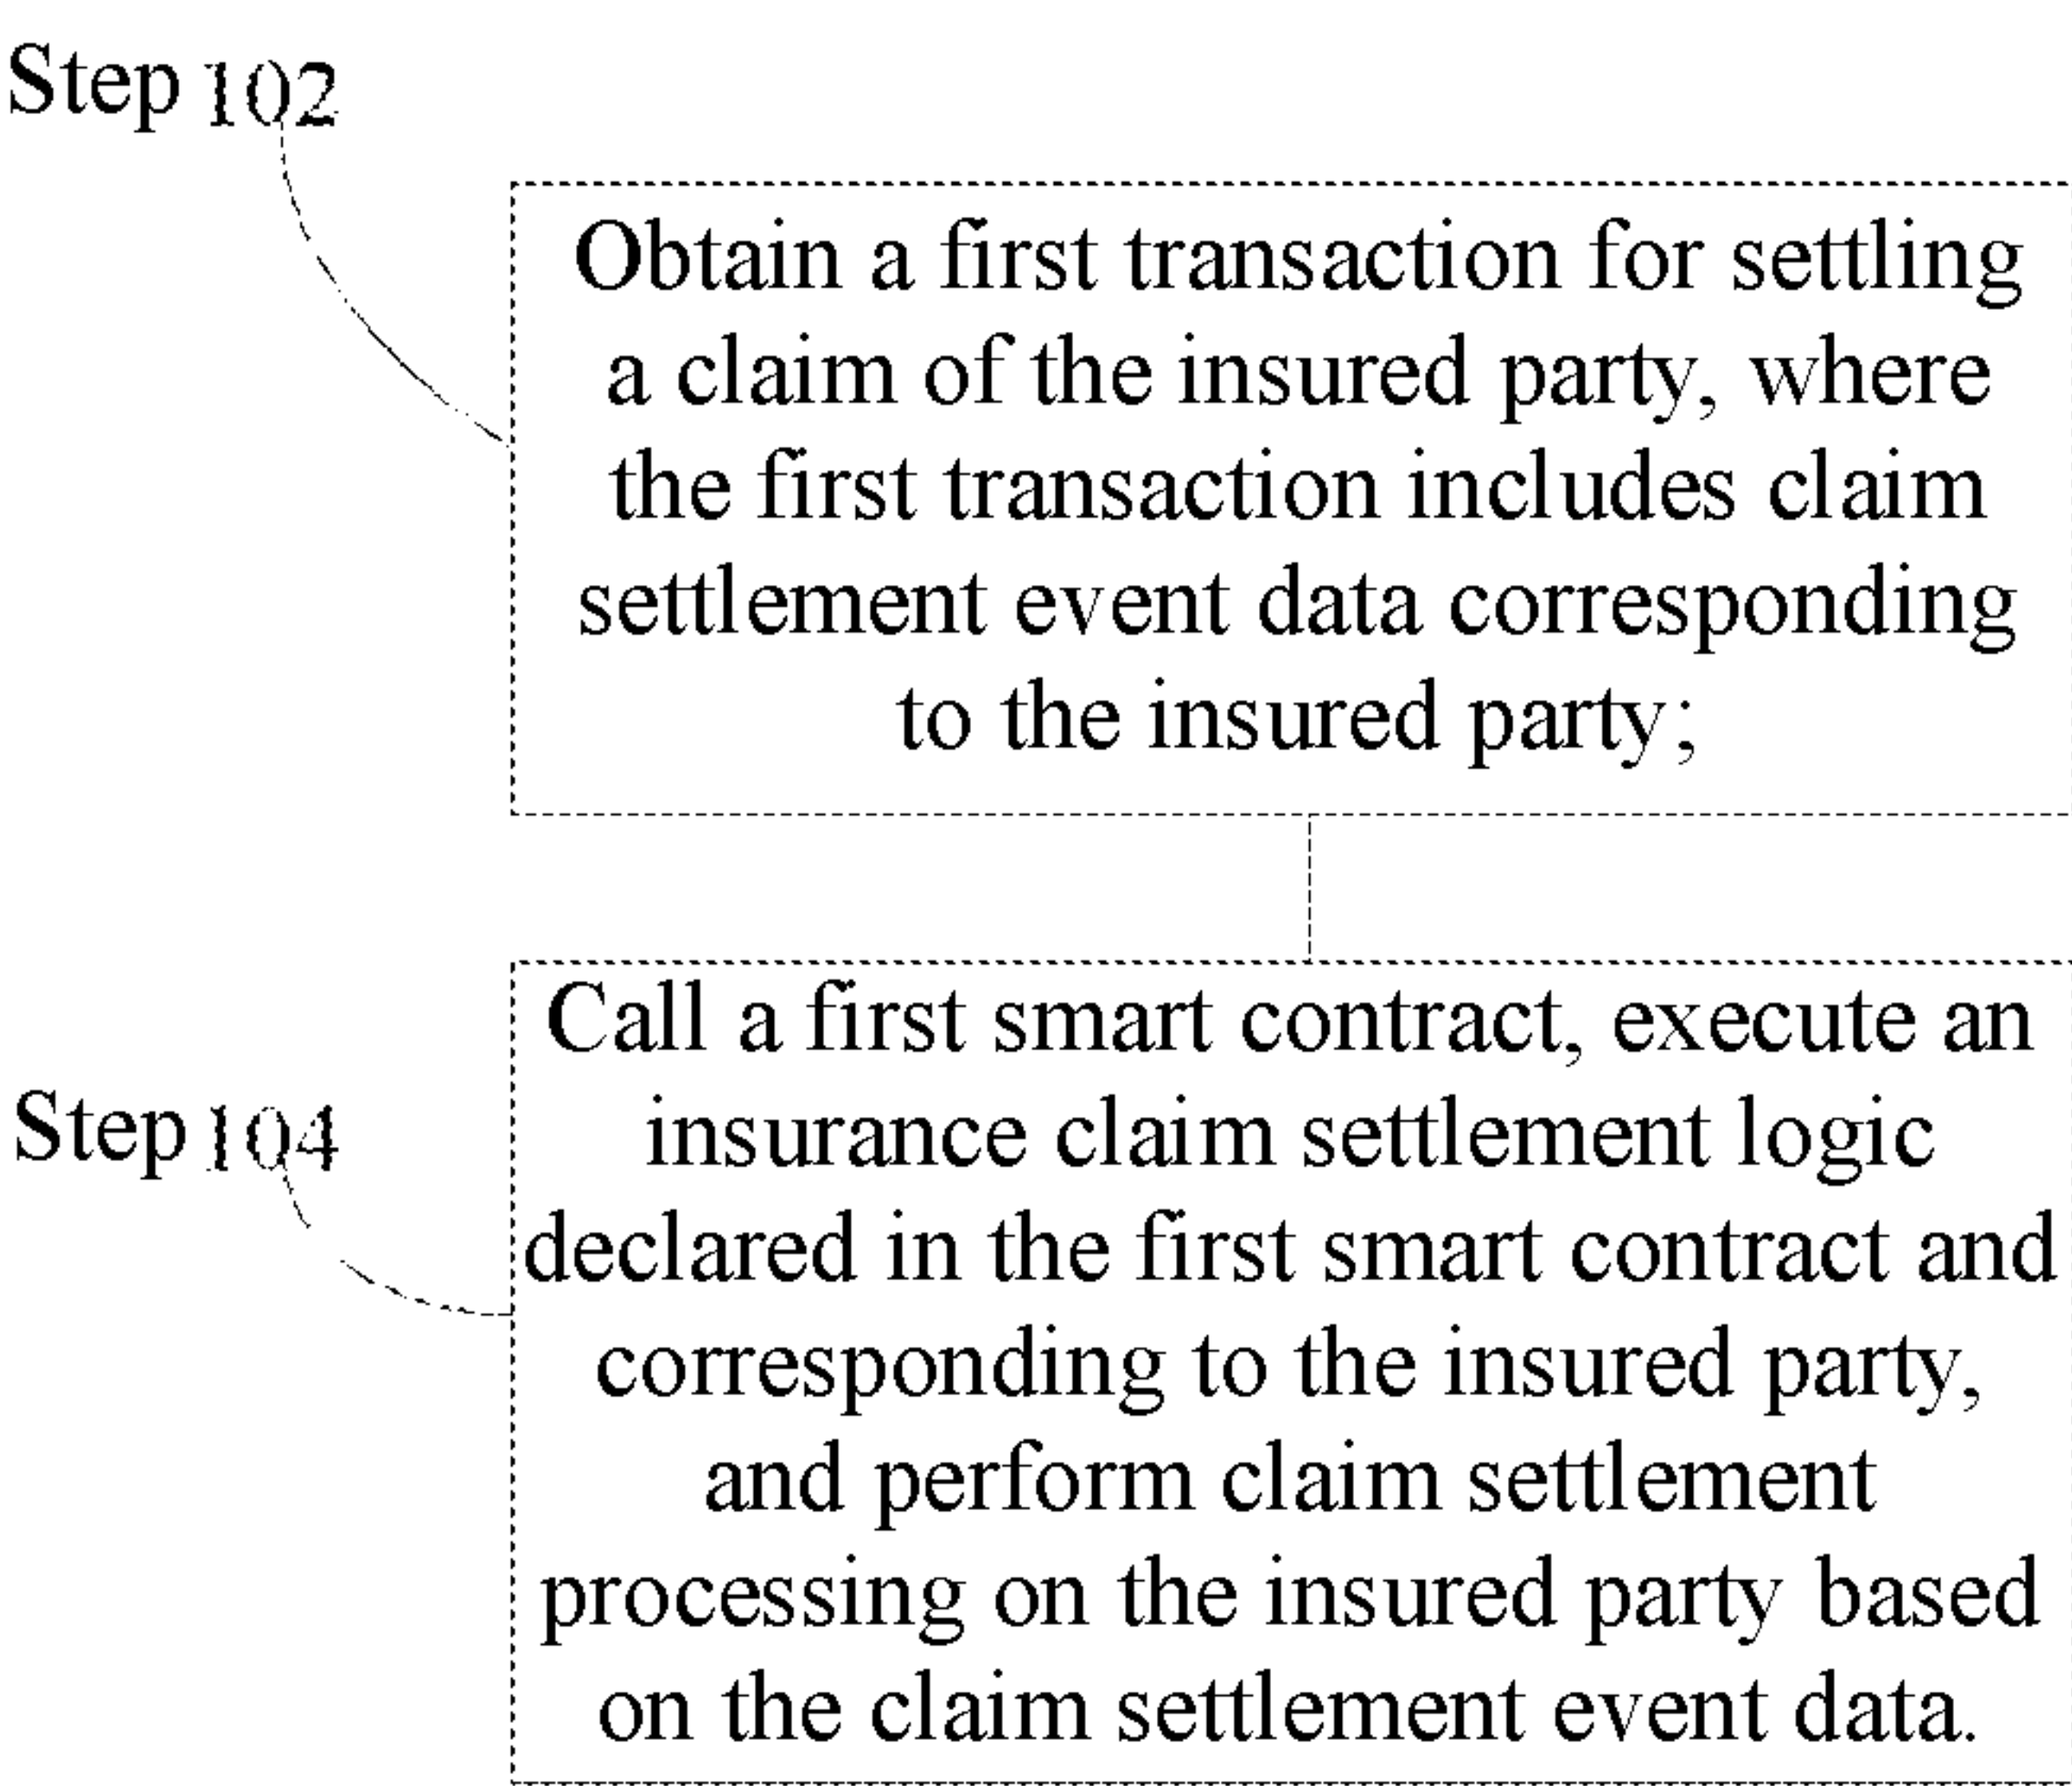 Step 102
Obtain a first transaction for settling
a claim of the insured party, where
the first transaction includes claim
settlement event data corresponding
to the insured party;
Step 104
Call a first smart contract, execute an
insurance claim settlement logic
declared in the first smart contract and
corresponding to the insured party,
and perform claim settlement
processing on the insured party based
on the claim settlement event data.